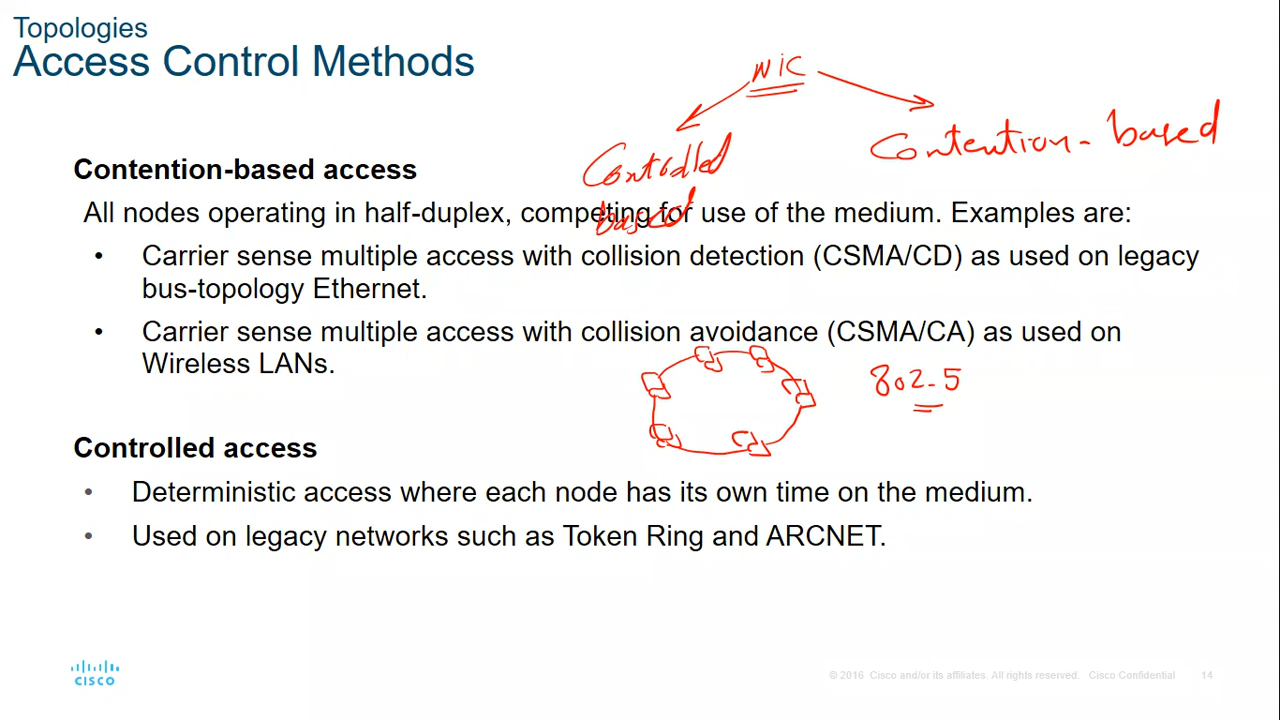 Topologies
Access Control Methods
NIC
Controlled
based
Contention-based
Contention-based access
All nodes operating in half-duplex, competing for use of the medium. Examples are:
• Carrier sense multiple access with collision detection (CSMA/CD) as used on legacy
bus-topology Ethernet.
• Carrier sense multiple access with collision avoidance (CSMA/CA) as used on
Wireless LANs.
802.5
Controlled access
• Deterministic access where each node has its own time on the medium.
• Used on legacy networks such as Token Ring and ARCNET.
CISCO
© 2016 Cisco and/or its affiliates. All rights reserved. Cisco Confidential 14